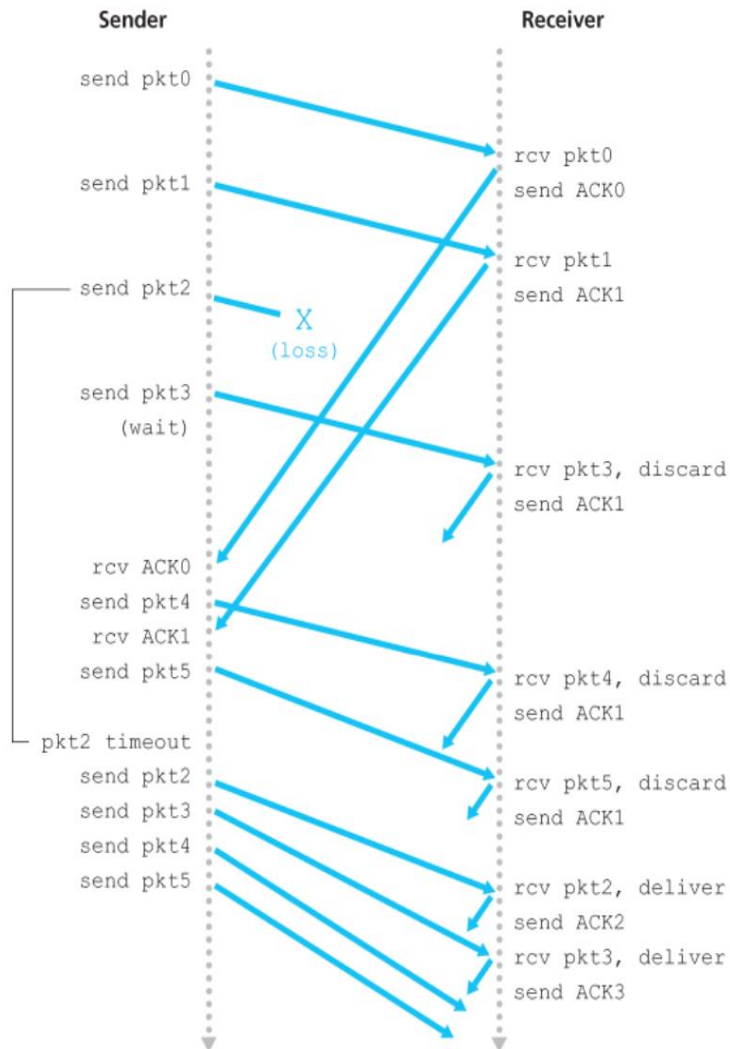 Sender
Receiver
send pkt0
rcv pkt0
send ACK0
send pkt1
rcv pkt1
send ACK1
send pkt2
X
(loss)
send pkt3
(wait)
rcv pkt3, discard
send ACK1
rcv ACK0
send pkt4
rcv ACK1
send pkt5
rcv pkt4, discard
send ACK1
pkt2 timeout
send pkt2
send pkt3
send pkt4
send pkt5
rcv pkt5, discard
send ACK1
rcv pkt2, deliver
send ACK2
rcv pkt3, deliver
send ACK3